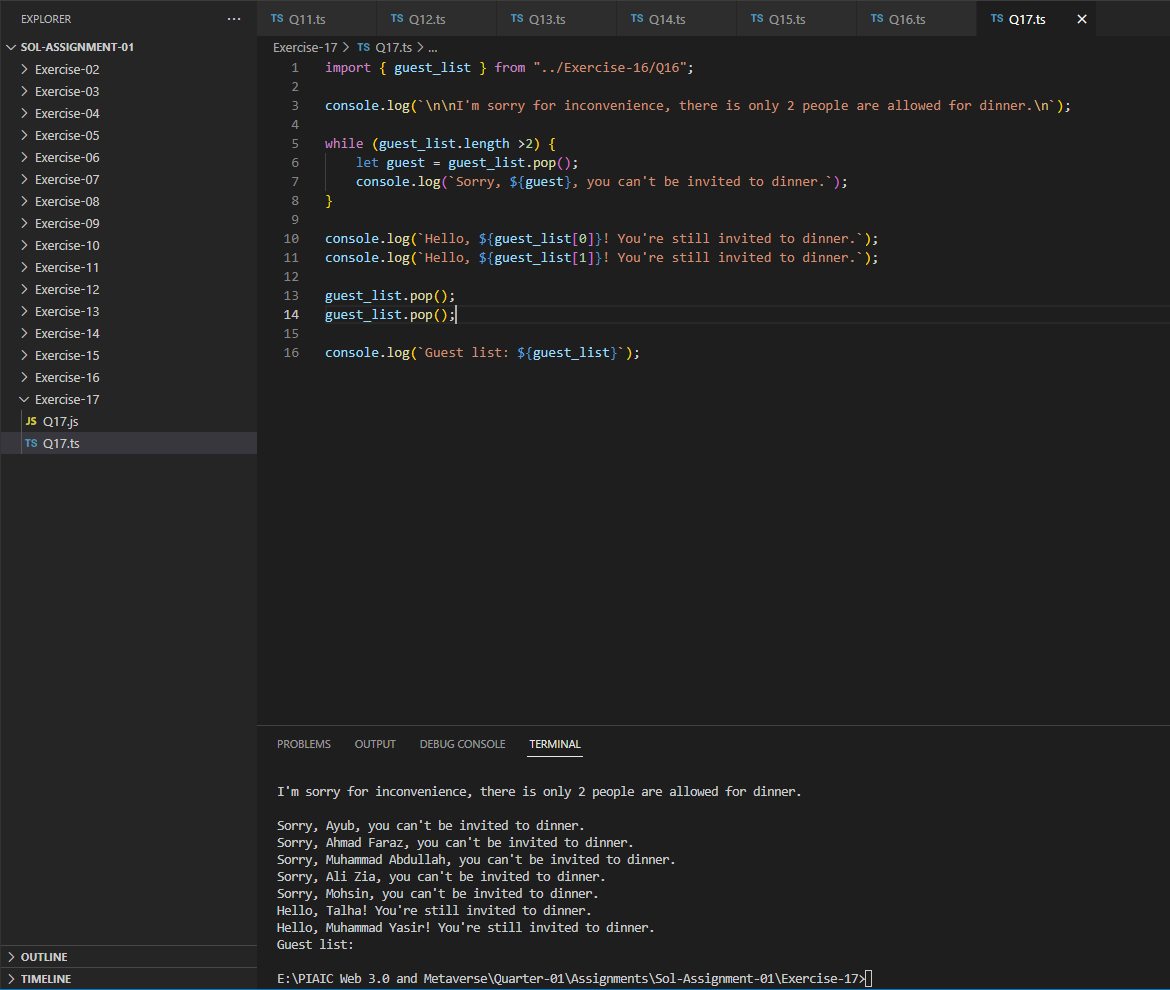 EXPLORER ...
SOL-ASSIGNMENT-01
Exercise-02
Exercise-03
Exercise-04
Exercise-05
Exercise-06
Exercise-07
Exercise-08
Exercise-09
Exercise-10
Exercise-11
Exercise-12
Exercise-13
Exercise-14
Exercise-15
Exercise-16
Exercise-17
JS Q17.js
TS Q17.ts
OUTLINE
TIMELINE
TS Q11.ts TS Q12.ts TS Q13.ts TS Q14.ts TS Q15.ts TS Q16.ts TS Q17.ts ×
Exercise-17 > TS Q17.ts > ...
1 import { guest_list } from "../Exercise-16/Q16";
2
3 console.log(`\n\nI'm sorry for inconvenience, there is only 2 people are allowed for dinner.\n`);
4
5 while (guest_list.length >2) {
6     let guest = guest_list.pop();
7     console.log(`Sorry, ${guest}, you can't be invited to dinner.`);
8 }
9
10 console.log(`Hello, ${guest_list[0]}! You're still invited to dinner.`);
11 console.log(`Hello, ${guest_list[1]}! You're still invited to dinner.`);
12
13 guest_list.pop();
14 guest_list.pop();
15
16 console.log(`Guest list: ${guest_list}`);
PROBLEMS OUTPUT DEBUG CONSOLE TERMINAL
I'm sorry for inconvenience, there is only 2 people are allowed for dinner.
Sorry, Ayub, you can't be invited to dinner.
Sorry, Ahmad Faraz, you can't be invited to dinner.
Sorry, Muhammad Abdullah, you can't be invited to dinner.
Sorry, Ali Zia, you can't be invited to dinner.
Sorry, Mohsin, you can't be invited to dinner.
Hello, Talha! You're still invited to dinner.
Hello, Muhammad Yasir! You're still invited to dinner.
Guest list:
E:\PIAIC Web 3.0 and Metaverse\Quarter-01\Assignments\Sol-Assignment-01\Exercise-17>